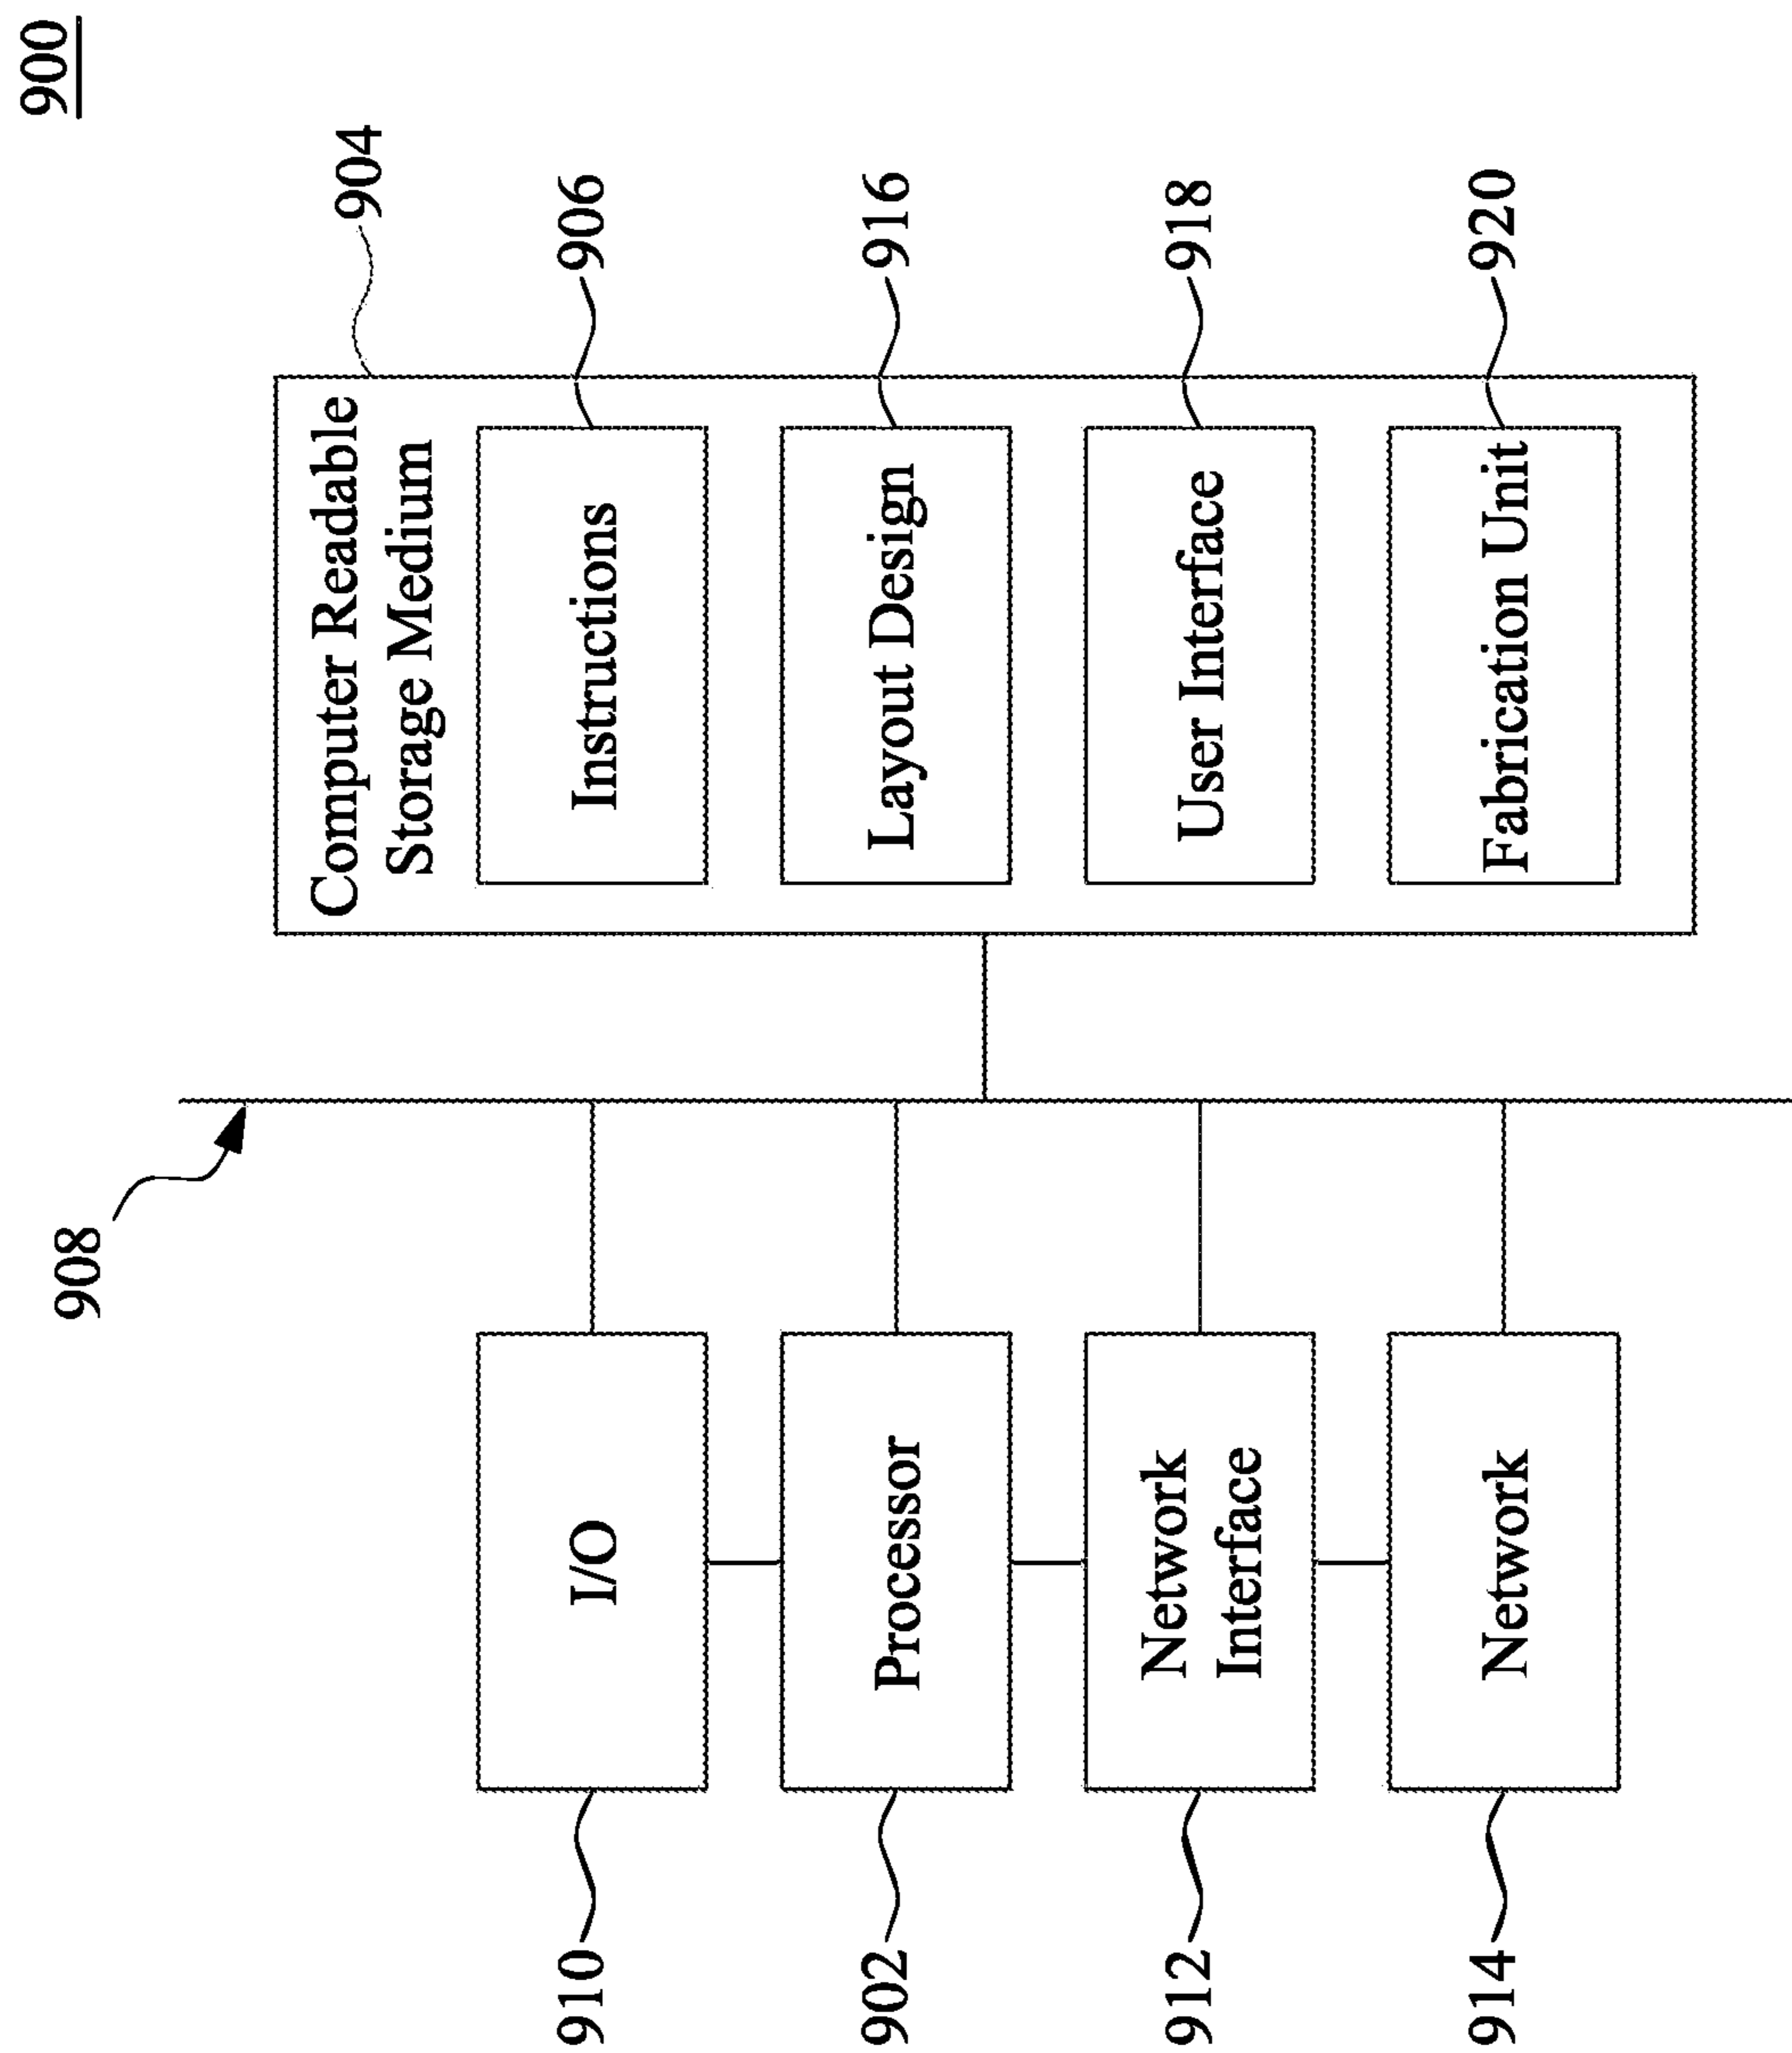 900
908
904
Computer Readable
Storage Medium
910
I/O
Instructions
906
902
Processor
Layout Design
916
912
Network
Interface
User Interface
918
914
Network
Fabrication Unit
920